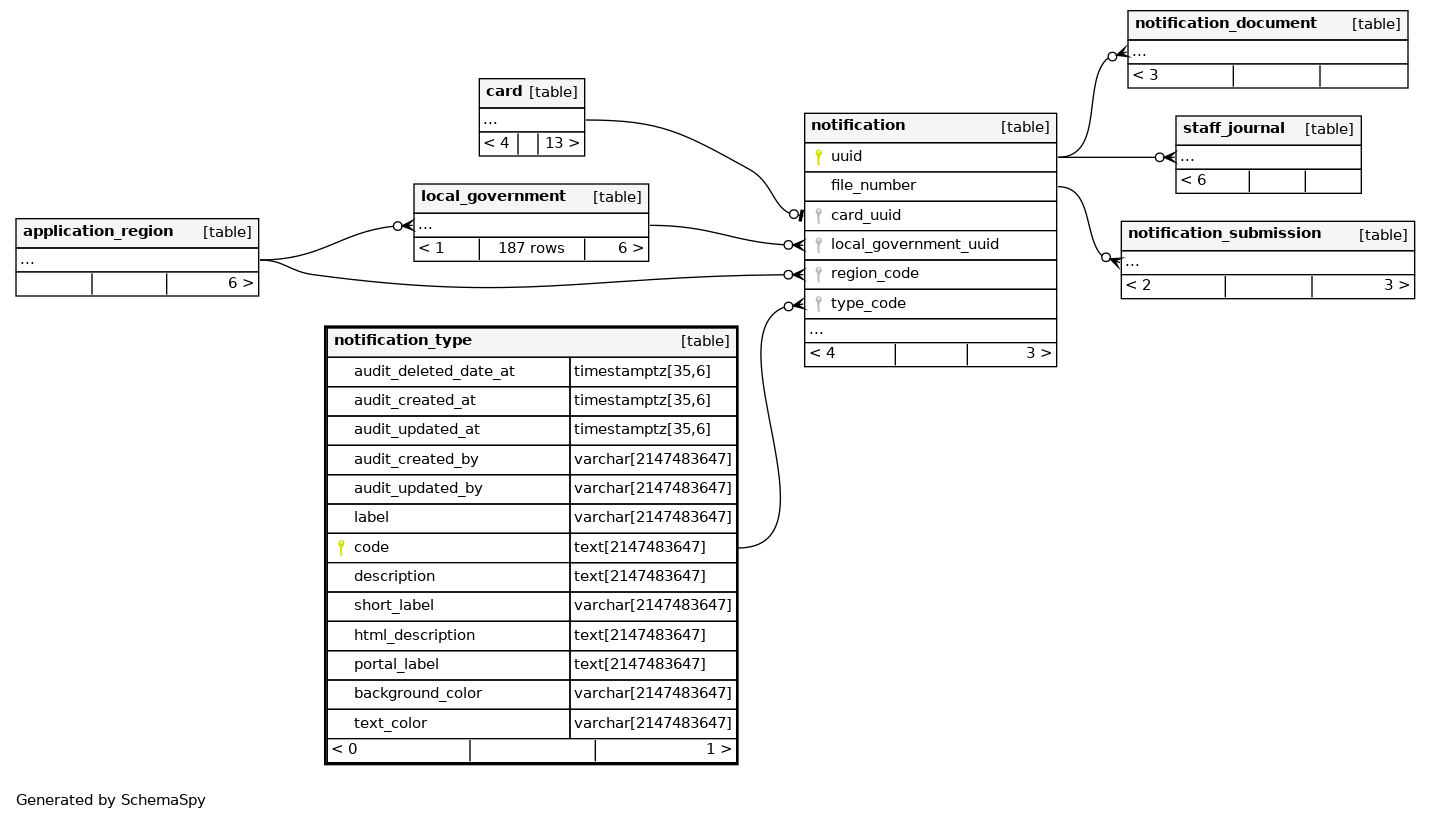 notification_document [table]
...
< 3
card [table]
...
< 4 13 >
notification [table]
uuid
file_number
card_uuid
local_government_uuid
region_code
type_code
...
< 4 3 >
staff_journal [table]
...
< 6
local_government [table]
...
< 1 187 rows 6 >
application_region [table]
...
6 >
notification_submission [table]
...
< 2 3 >
notification_type [table]
audit_deleted_date_at timestamptz[35,6]
audit_created_at timestamptz[35,6]
audit_updated_at timestamptz[35,6]
audit_created_by varchar[2147483647]
audit_updated_by varchar[2147483647]
label varchar[2147483647]
code text[2147483647]
description text[2147483647]
short_label varchar[2147483647]
html_description text[2147483647]
portal_label text[2147483647]
background_color varchar[2147483647]
text_color varchar[2147483647]
< 0 1 >
Generated by SchemaSpy